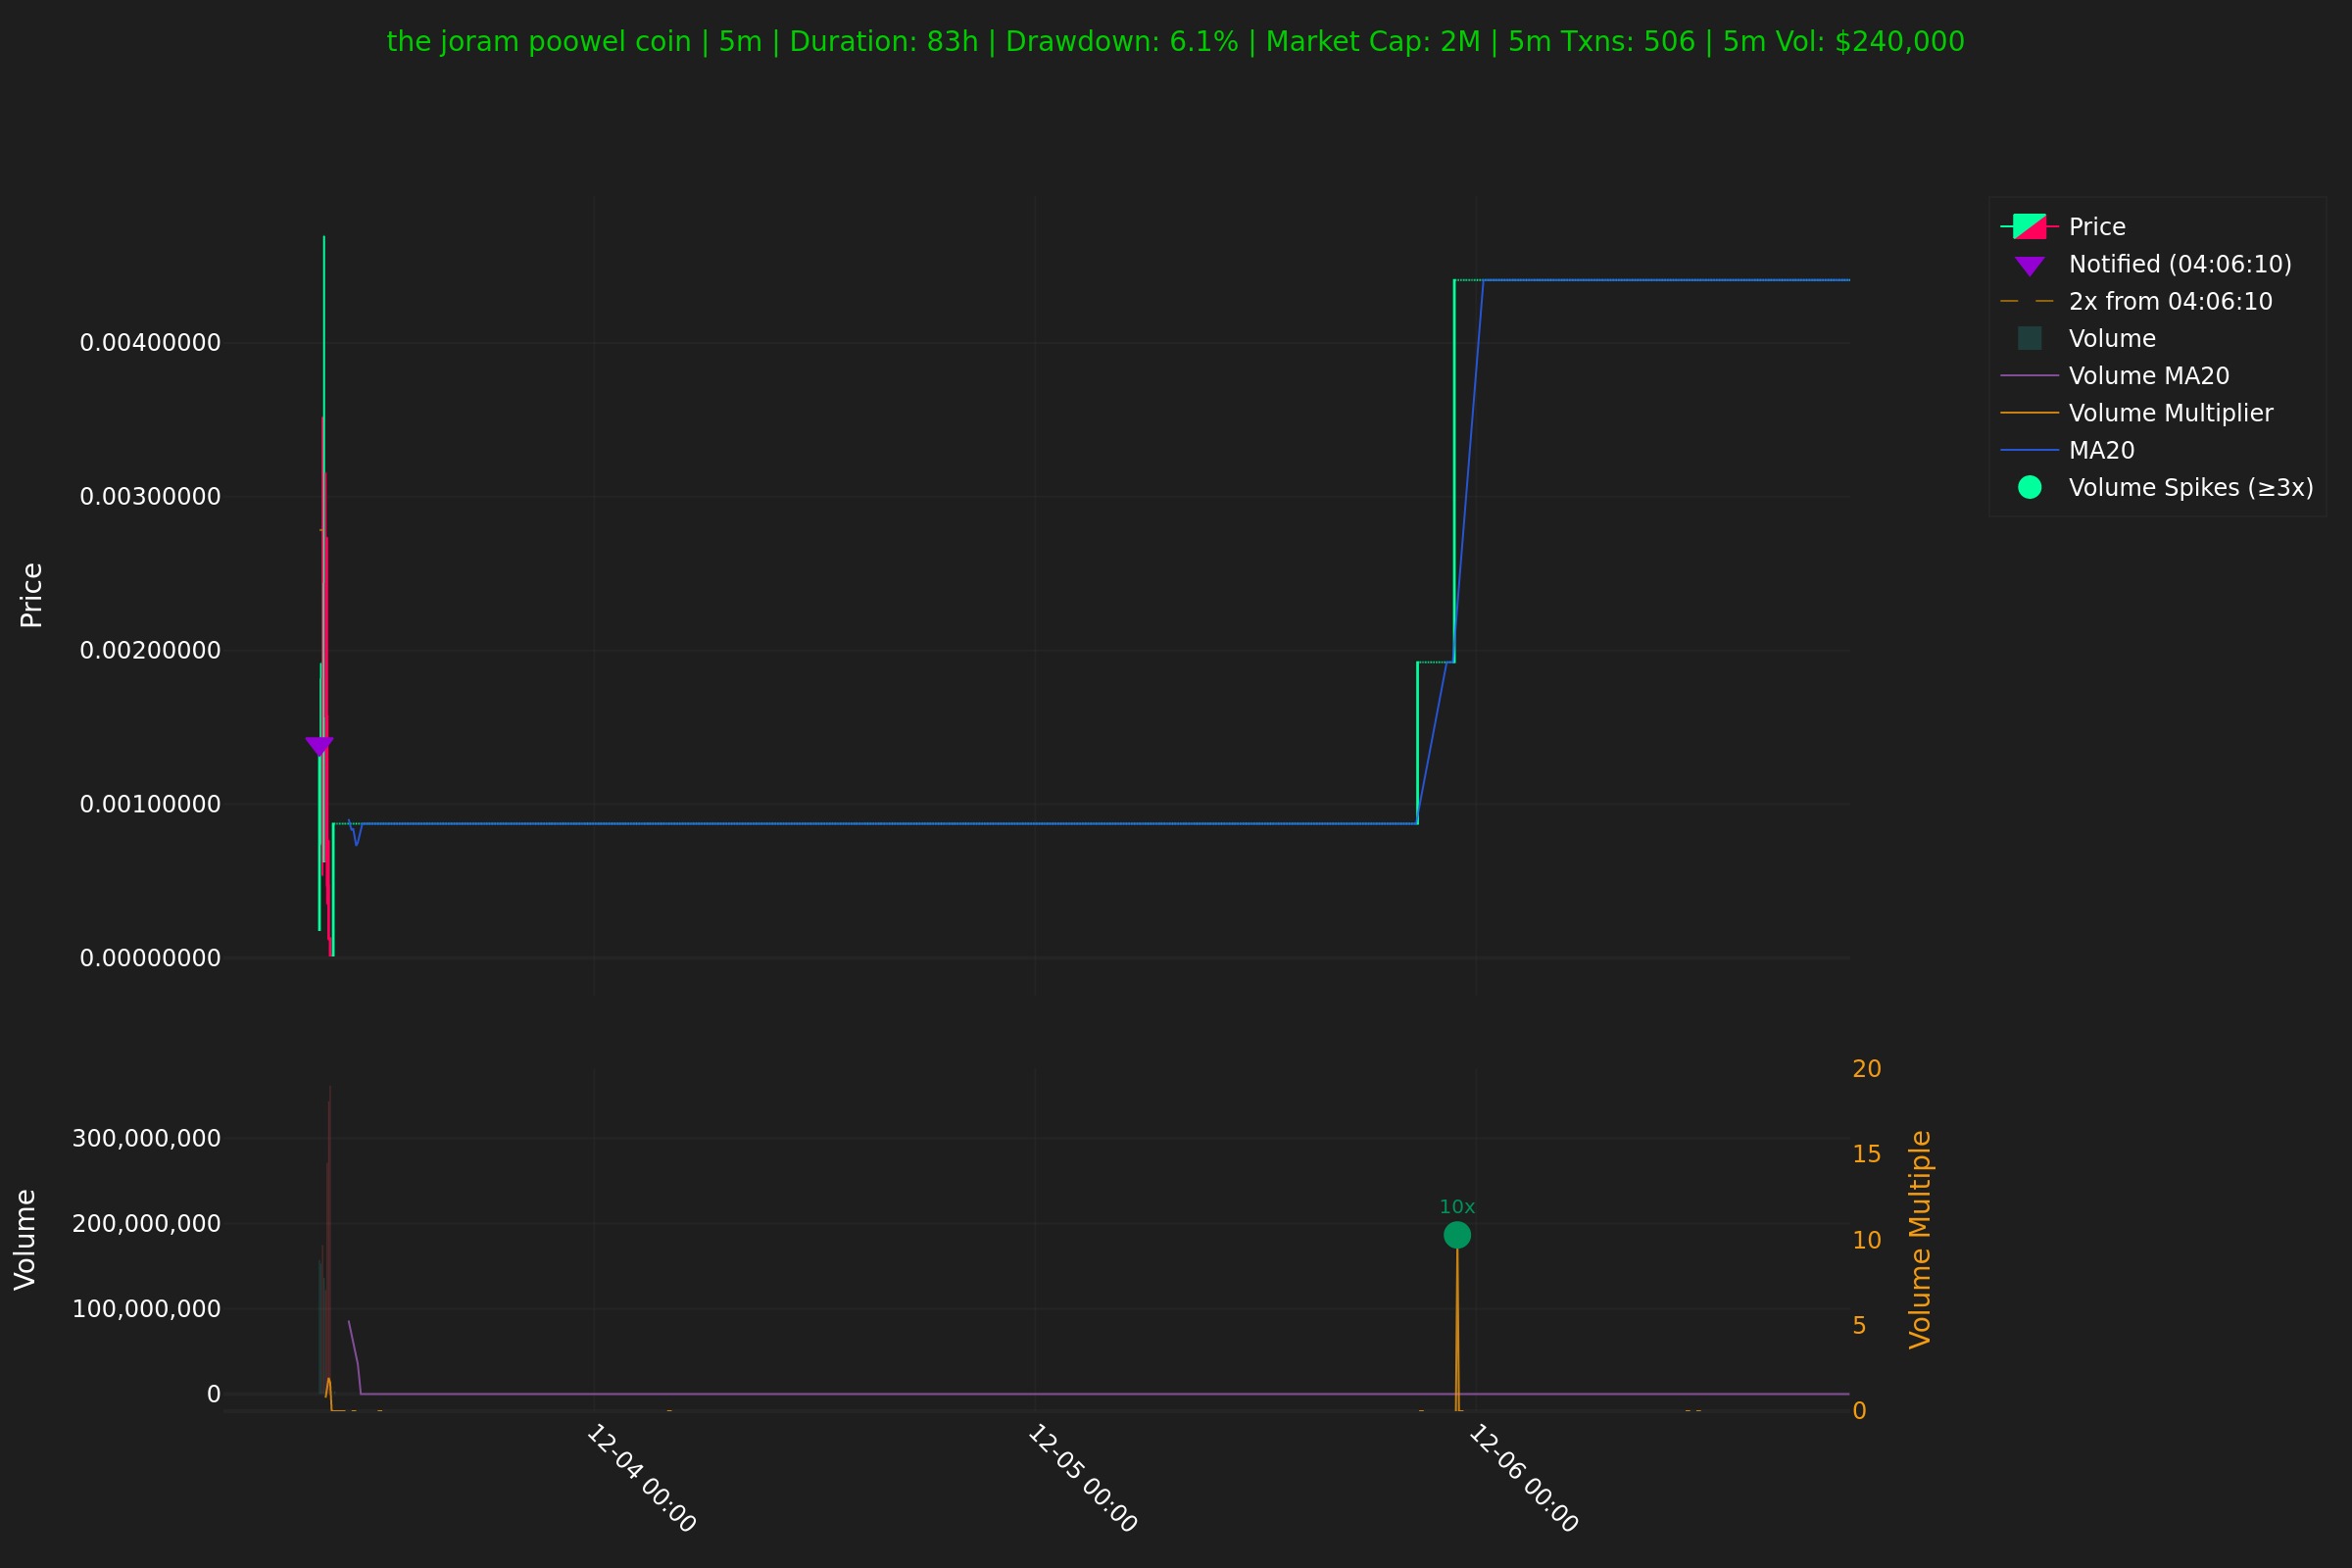 the joram poowel coin | 5m | Duration: 83h | Drawdown: 6.1% | Market Cap: 2M | 5m Txns: 506 | 5m Vol: $240,000
Price
0.00400000
0.00300000
0.00200000
0.00100000
0.00000000
Price
Notified (04:06:10)
2x from 04:06:10
Volume
Volume MA20
Volume Multiplier
MA20
Volume Spikes (≥3x)
Volume
300,000,000
200,000,000
100,000,000
0
10x
20
15
10
5
0
Volume Multiple
12-04 00:00
12-05 00:00
12-06 00:00